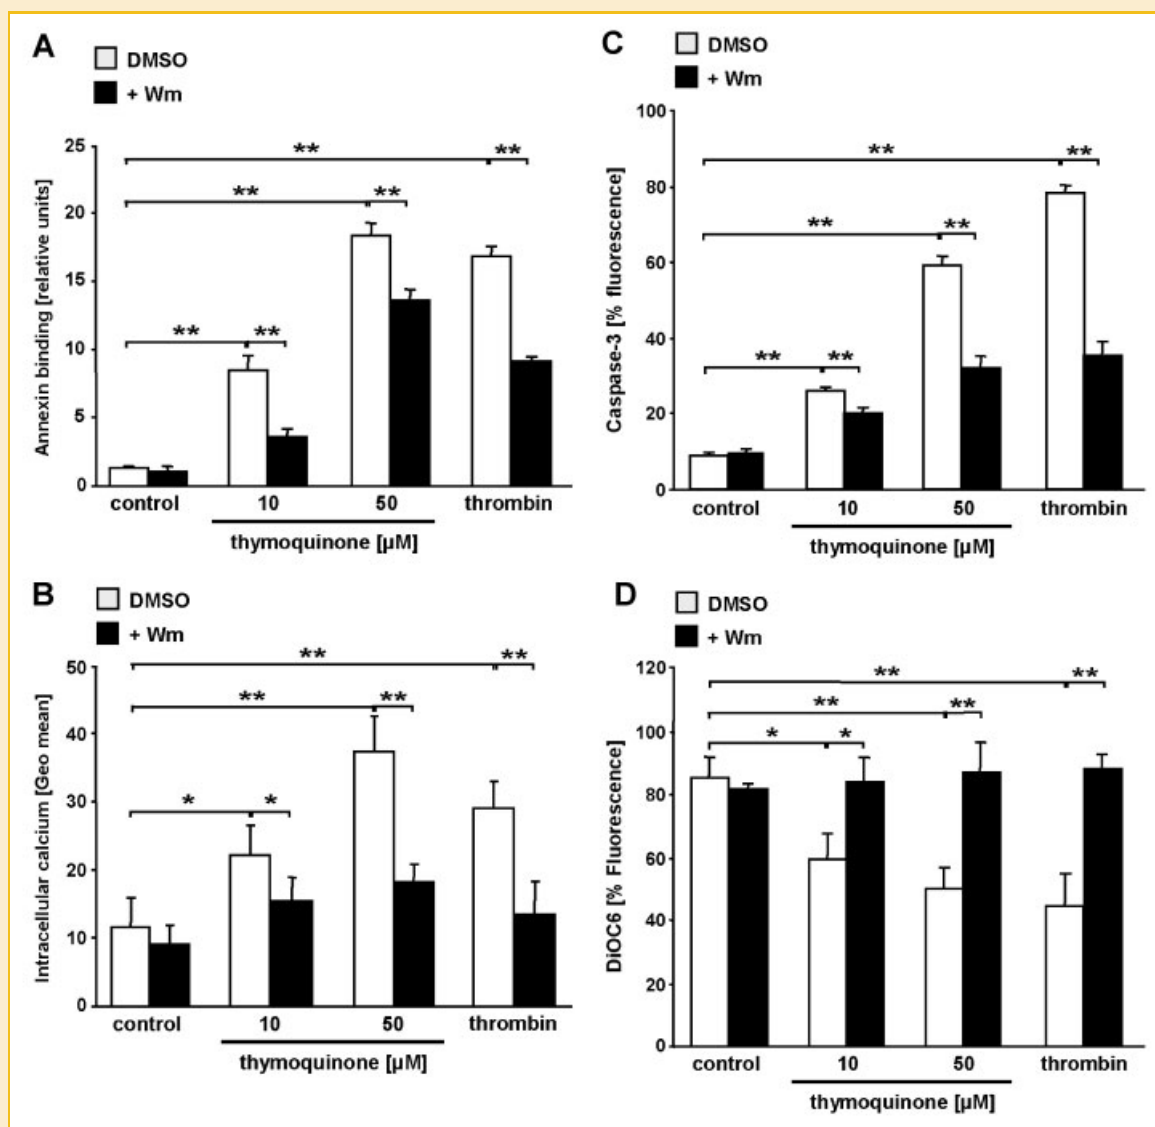 A
DMSO
+ Wm
Annexin binding [relative units]
25
20
15
10
5
0
** **
** **
** **
control 10 50 thrombin
thymoquinone [µM]
B
DMSO
+ Wm
Intracellular calcium [Geo mean]
50
40
30
20
10
0
** **
** **
* *
control 10 50 thrombin
thymoquinone [µM]
C
DMSO
+ Wm
Caspase-3 [% fluorescence]
100
80
60
40
20
0
** **
** **
** **
control 10 50 thrombin
thymoquinone [µM]
D
DMSO
+ Wm
DiOC6 [% Fluorescence]
120
100
80
60
40
20
0
** **
** **
* *
control 10 50 thrombin
thymoquinone [µM]